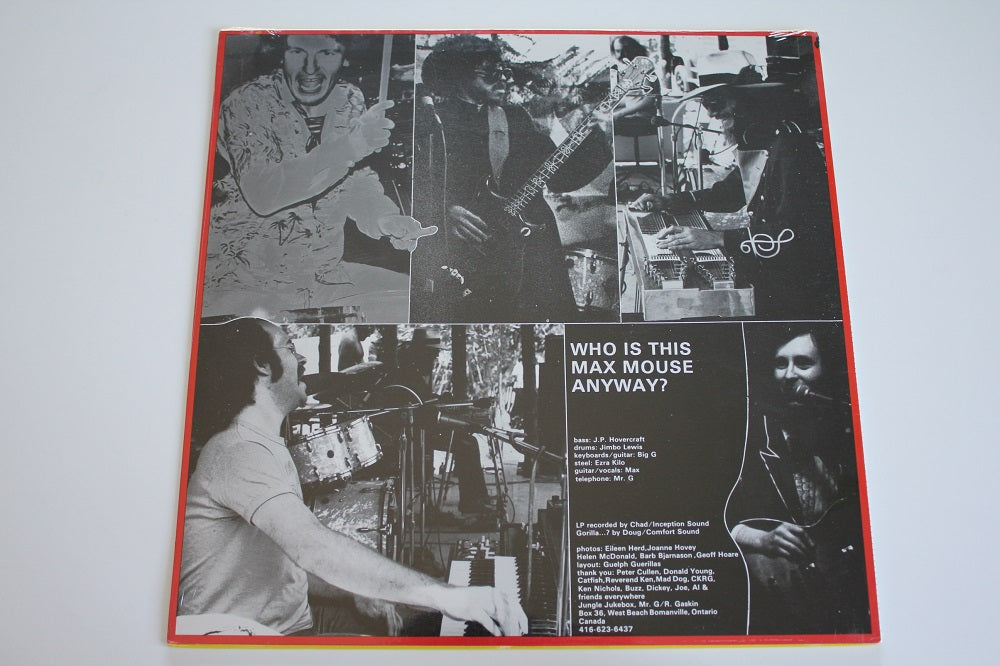 WHO IS THIS
MAX MOUSE
ANYWAY?
bass: J.P. Hovercraft
drums: Jimbo Lewis
keyboards/guitar: Big G
steel: Ezra Kilo
guitar/vocals: Max
telephone: Mr. G
LP recorded by Chad/Inception Sound
Gorilla...? by Doug/Comfort Sound
photos: Eileen Herd,Joanne Hovey
Helen McDonald, Barb Bjarnason,Geoff Hoare
layout: Guelph Guerillas
thank you: Peter Cullen, Donald Young,
Catfish,Reverend Ken,Mad Dog, CKRG,
Ken Nichols, Buzz, Dickey, Joe, Al &
friends everywhere
Jungle Jukebox, Mr. G/R. Gaskin
Box 36, West Beach Bomanville, Ontario
Canada
416-623-6437